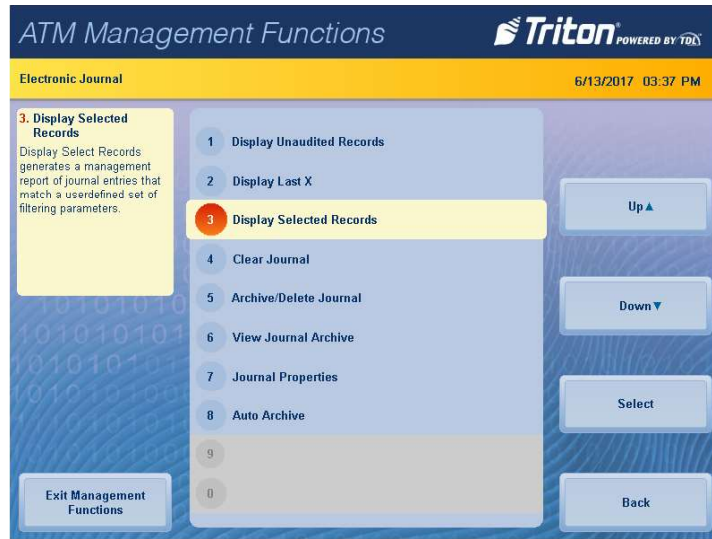 ATM Management Functions
Triton® POWERED BY TDL
Electronic Journal
6/13/2017 03:37 PM
3. Display Selected
Records
Display Select Records
generates a management
report of journal entries that
match a userdefined set of
filtering parameters.
1 Display Unaudited Records
2 Display Last X
3 Display Selected Records
4 Clear Journal
5 Archive/Delete Journal
6 View Journal Archive
7 Journal Properties
8 Auto Archive
9
0
Up▲
Down▼
Select
Back
Exit Management
Functions